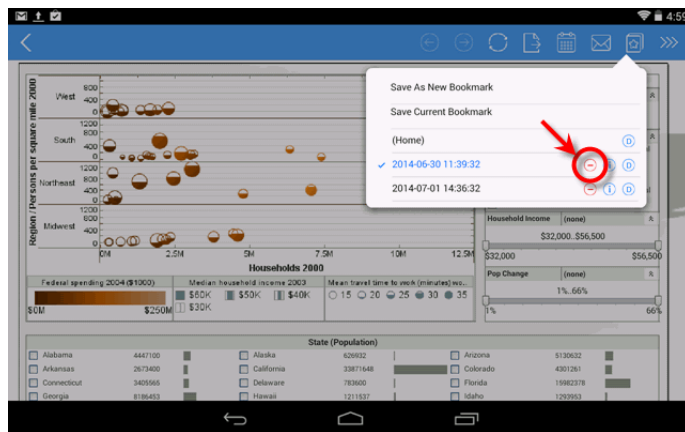 4:59
Save As New Bookmark
Save Current Bookmark
(Home) D
2014-06-30 11:39:32 i D
2014-07-01 14:36:32 i D
Region / Persons per square mile 2000
West
800
400
0
South
1200
800
400
0
Northeast
1200
800
400
0
Midwest
1200
800
400
0
0M 2.5M 5M 7.5M 10M 12.5M
Households 2000
Household Income (none)
$32,000..$56,500
$32,000 $56,500
Pop Change (none)
1%..66%
1% 66%
Federal spending 2004 ($1000) Median household income 2003 Mean travel time to work (minutes) wo...
$0M $250M
$60K $50K $40K
$30K
15 20 25 30 35
State (Population)
Alabama 4447100 Alaska 626932 Arizona 5130632
Arkansas 2673400 California 33871648 Colorado 4301261
Connecticut 3405565 Delaware 783600 Florida 15982378
Georgia 8186453 Hawaii 1211537 Idaho 1293953